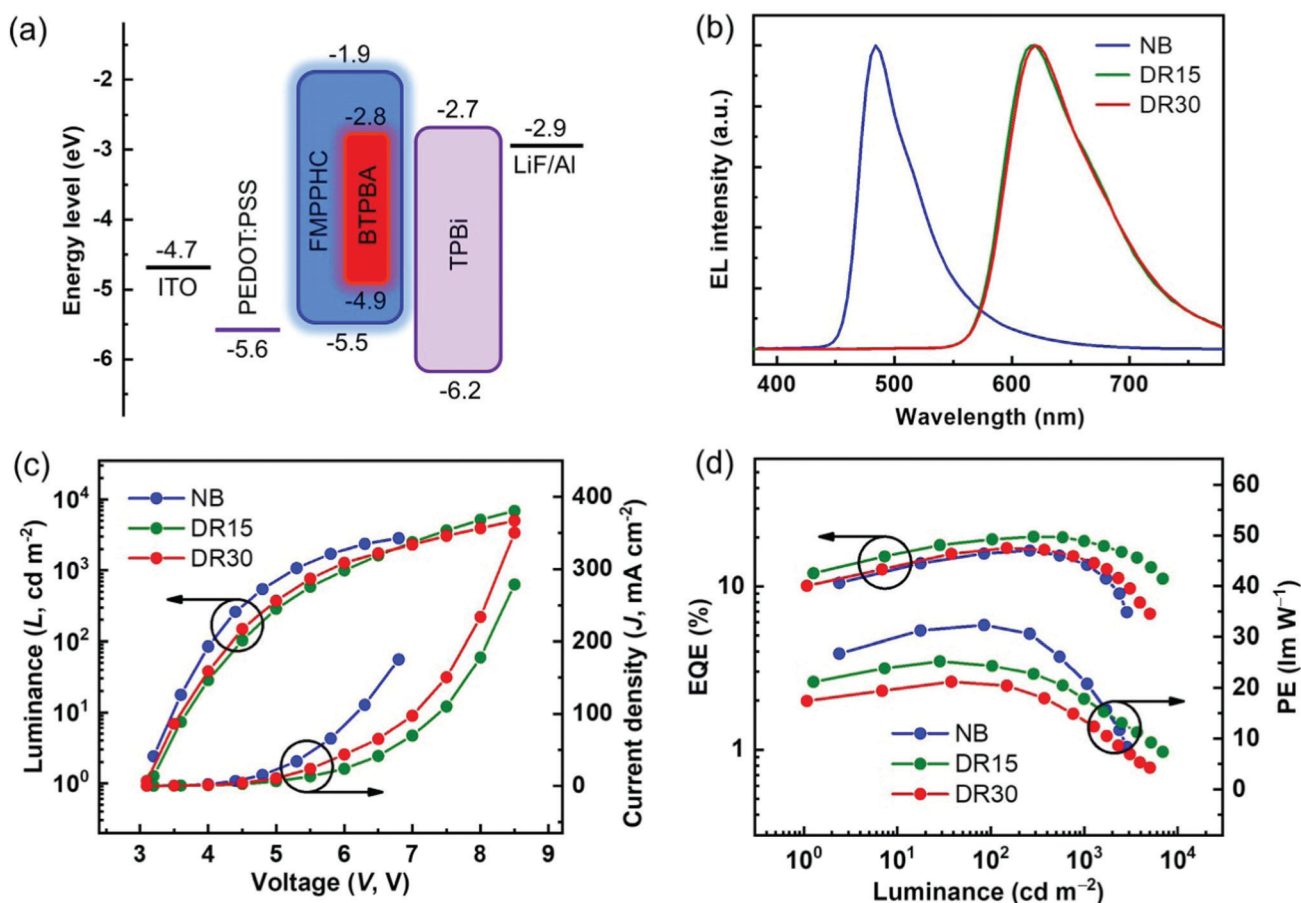 (a)
Energy level (eV)
-2
-3
-4
-5
-6
-4.7
ITO
PEDOT:PSS
-5.6
-1.9
FMPPHC
-5.5
-2.8
BTPBA
-4.9
-2.7
TPBi
-6.2
-2.9
LiF/Al
(b)
EL intensity (a.u.)
NB
DR15
DR30
400 500 600 700
Wavelength (nm)
(c)
Luminance (L, cd m⁻²)
10⁴
10³
10²
10¹
10⁰
NB
DR15
DR30
400
300
200
100
0
Current density (J, mA cm⁻²)
3 4 5 6 7 8 9
Voltage (V, V)
(d)
EQE (%)
10
1
NB
DR15
DR30
60
50
40
30
20
10
0
PE (lm W⁻¹)
10⁰ 10¹ 10² 10³ 10⁴
Luminance (cd m⁻²)